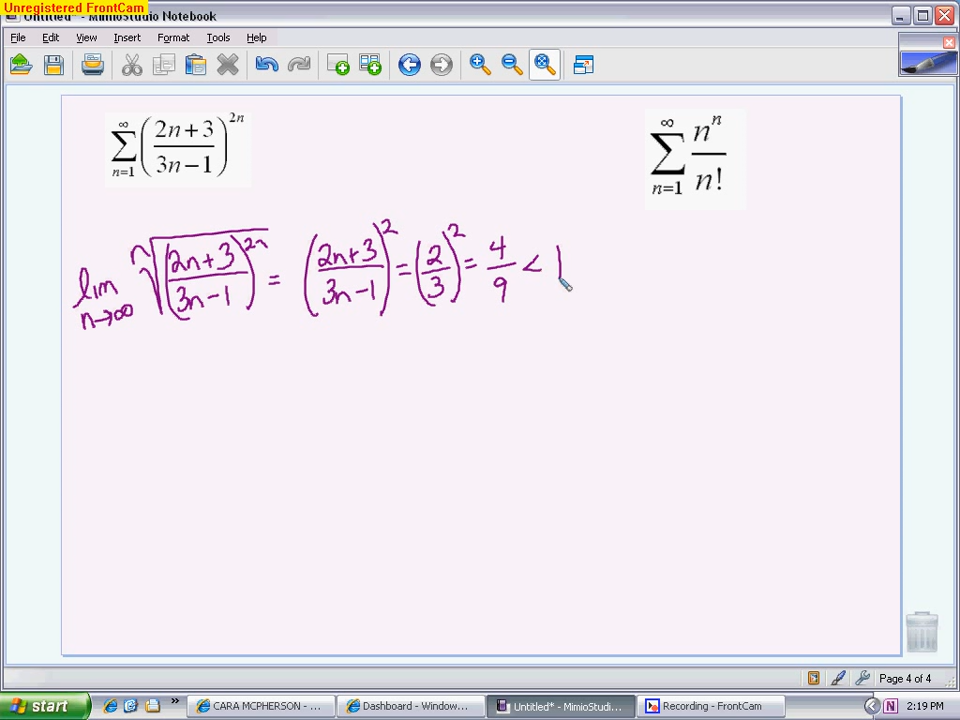 Unregistered FrontCam
Untitled* - MimioStudio Notebook
File Edit View Insert Format Tools Help
∞ ∑ n=1 ( (2n+3)/(3n−1) )^2n
∞ ∑ n=1 n^n/n!
lim n→∞ n√( (2n+3)/(3n-1) )^2n = ( (2n+3)/(3n-1) )^2 = (2/3)^2 = 4/9 < 1
Page 4 of 4
start
»
CARA MCPHERSON - ...
Dashboard - Window...
Untitled* - MimioStudi...
Recording - FrontCam
N
2:19 PM